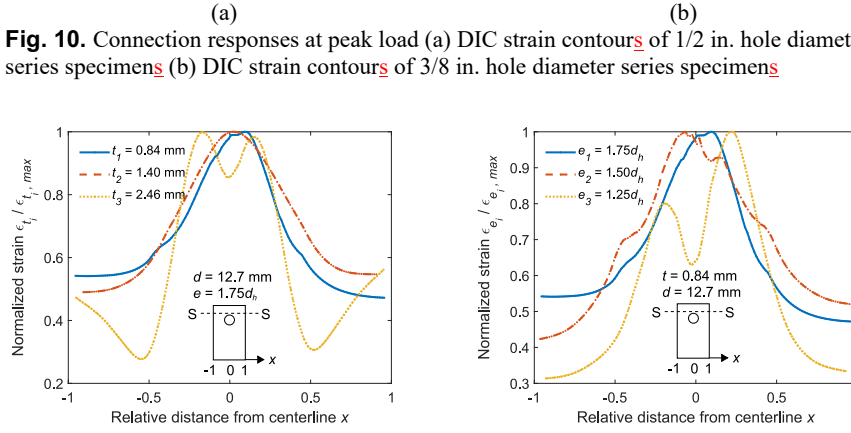 (a) (b)
Fig. 10. Connection responses at peak load (a) DIC strain contours of 1/2 in. hole diamet
series specimens (b) DIC strain contours of 3/8 in. hole diameter series specimens
1
0.8
0.6
0.4
0.2
-1 -0.5 0 0.5 1
Normalized strain ϵ_ti / ϵ_ti, max
Relative distance from centerline x
t1 = 0.84 mm
t2 = 1.40 mm
t3 = 2.46 mm
d = 12.7 mm
e = 1.75dh
S S
-1 0 1 x
1
0.9
0.8
0.7
0.6
0.5
0.4
0.3
-1 -0.5 0 0.5
Normalized strain ϵ_ei / ϵ_ei, max
Relative distance from centerline x
e1 = 1.75dh
e2 = 1.50dh
e3 = 1.25dh
t = 0.84 mm
d = 12.7 mm
S S
-1 0 1 x